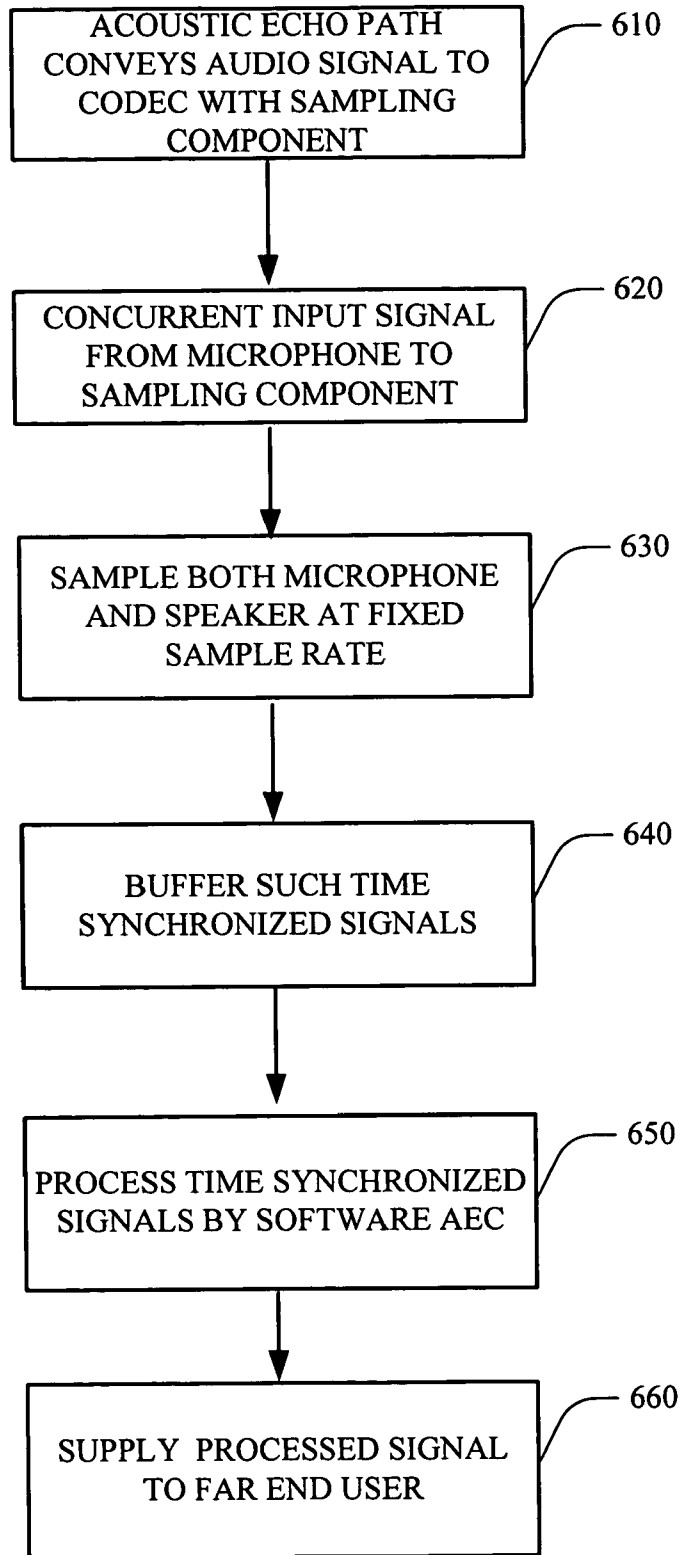 ACOUSTIC ECHO PATH
CONVEYS AUDIO SIGNAL TO
CODEC WITH SAMPLING
COMPONENT
610
CONCURRENT INPUT SIGNAL
FROM MICROPHONE TO
SAMPLING COMPONENT
620
SAMPLE BOTH MICROPHONE
AND SPEAKER AT FIXED
SAMPLE RATE
630
BUFFER SUCH TIME
SYNCHRONIZED SIGNALS
640
PROCESS TIME SYNCHRONIZED
SIGNALS BY SOFTWARE AEC
650
SUPPLY PROCESSED SIGNAL
TO FAR END USER
660